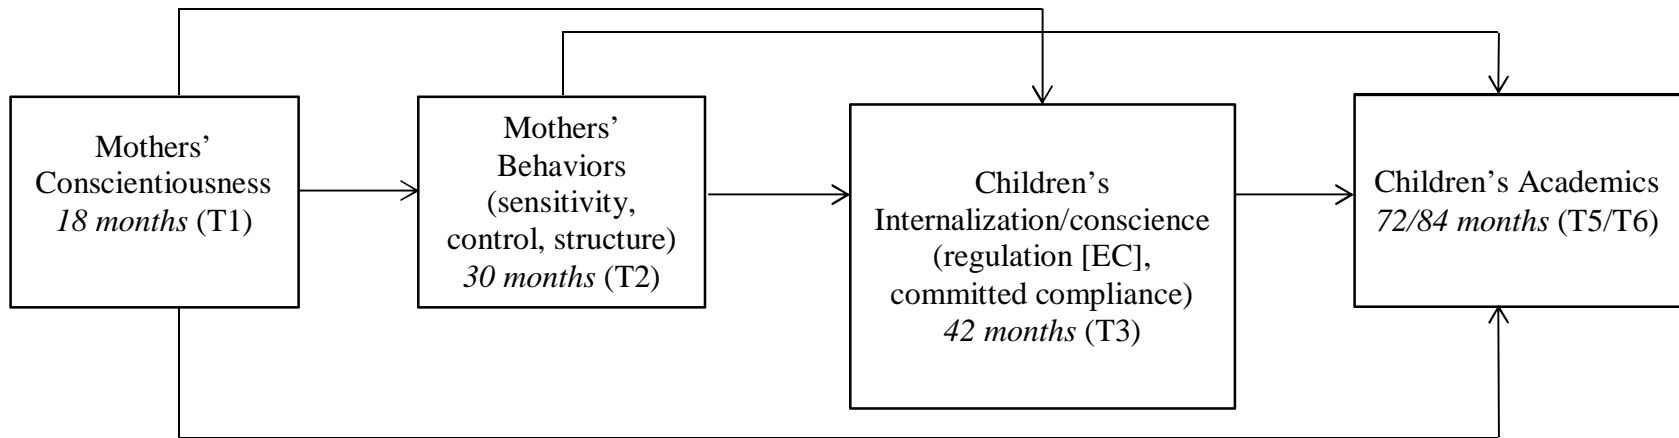 Mothers’
Conscientiousness
18 months (T1)
Mothers’
Behaviors
(sensitivity,
control, structure)
30 months (T2)
Children’s
Internalization/conscience
(regulation [EC],
committed compliance)
42 months (T3)
Children’s Academics
72/84 months (T5/T6)